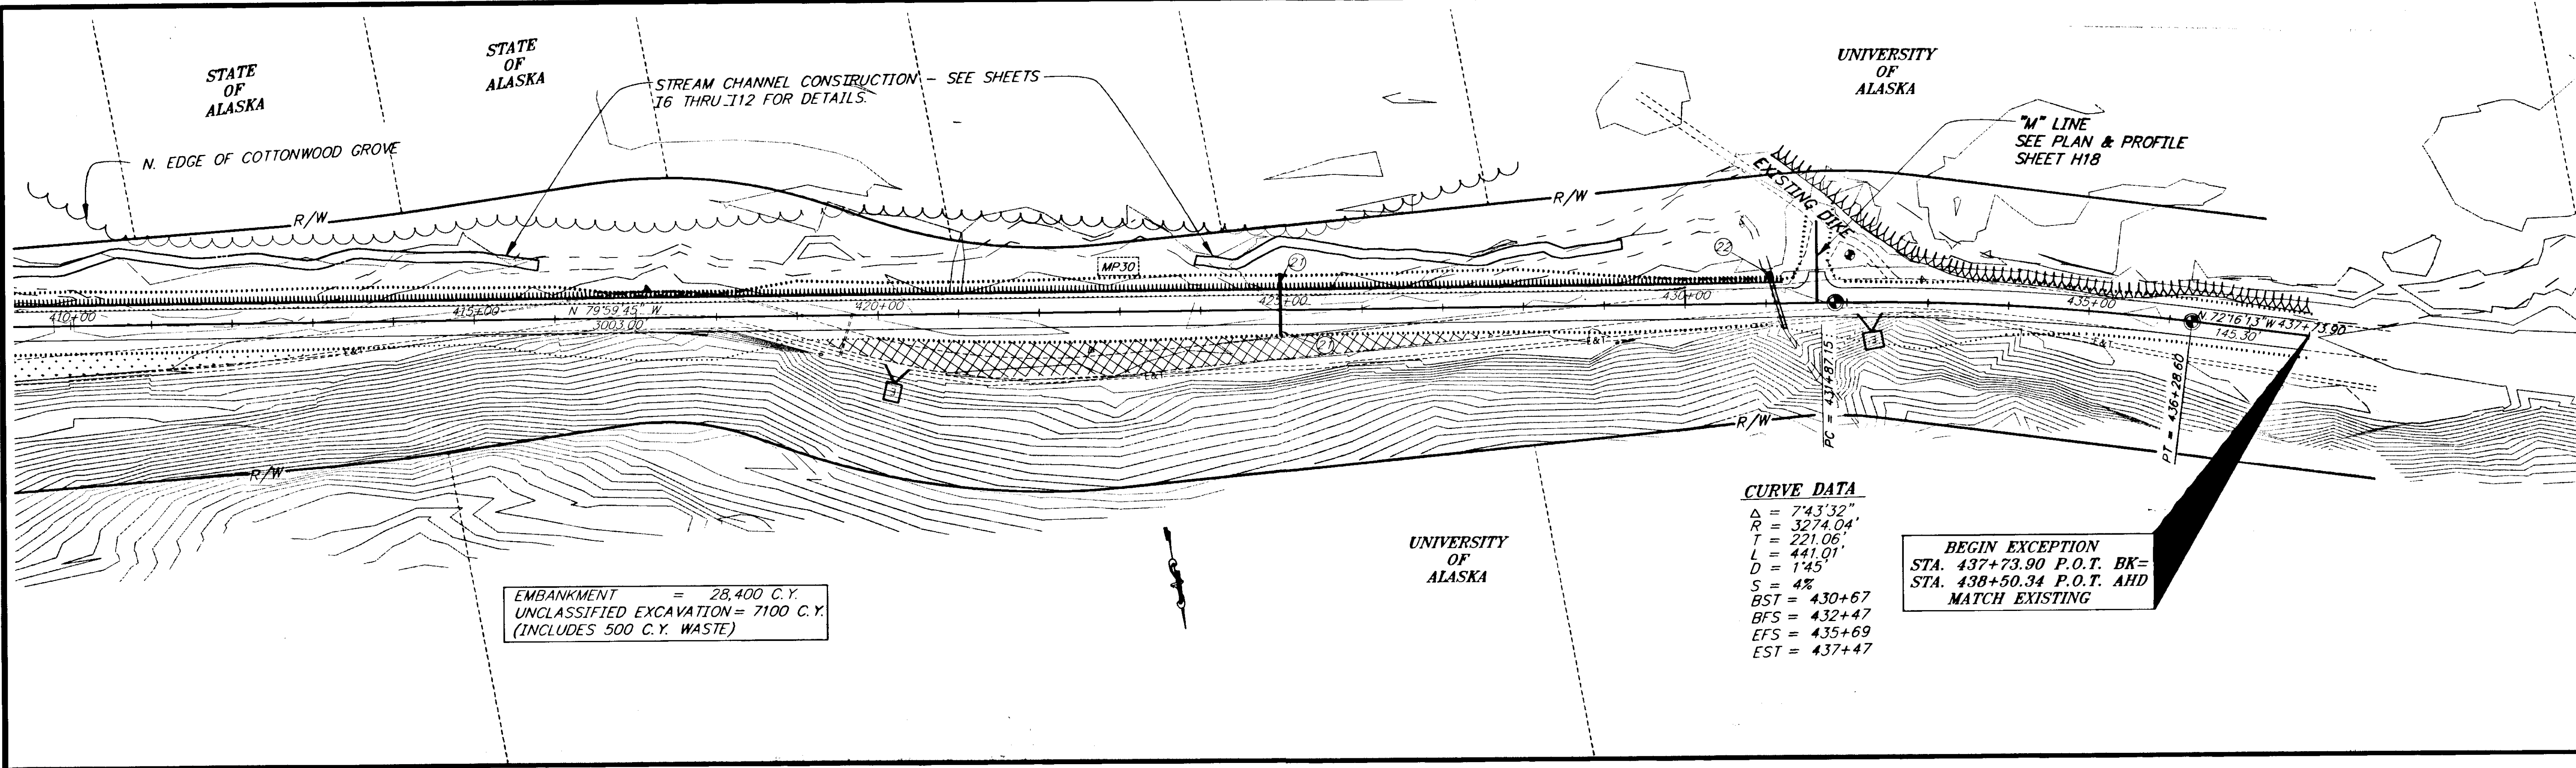 STATE
OF
ALASKA
STATE
OF
ALASKA
STREAM CHANNEL CONSTRUCTION - SEE SHEETS
I6 THRU I12 FOR DETAILS.
UNIVERSITY
OF
ALASKA
"M" LINE
SEE PLAN & PROFILE
SHEET H18
N. EDGE OF COTTONWOOD GROVE
EXISTING DIKE
R/W
R/W
MP30
21
22
410+00
415+00
N 79°59'45" W
3003.00
420+00
425+00
430+00
435+00
N 72°16'13" W
437+73.90
145.30'
E&T
21
E&T
E&T
E&T
R/W
R/W
PC = 431+87.15
PT = 436+28.60
CURVE DATA
Δ = 7°43'32"
R = 3274.04'
T = 221.06'
L = 441.01'
D = 1°45'
S = 4%
BST = 430+67
BFS = 432+47
EFS = 435+69
EST = 437+47
UNIVERSITY
OF
ALASKA
BEGIN EXCEPTION
STA. 437+73.90 P.O.T. BK=
STA. 438+50.34 P.O.T. AHD
MATCH EXISTING
EMBANKMENT = 28,400 C.Y.
UNCLASSIFIED EXCAVATION = 7100 C.Y.
(INCLUDES 500 C.Y. WASTE)